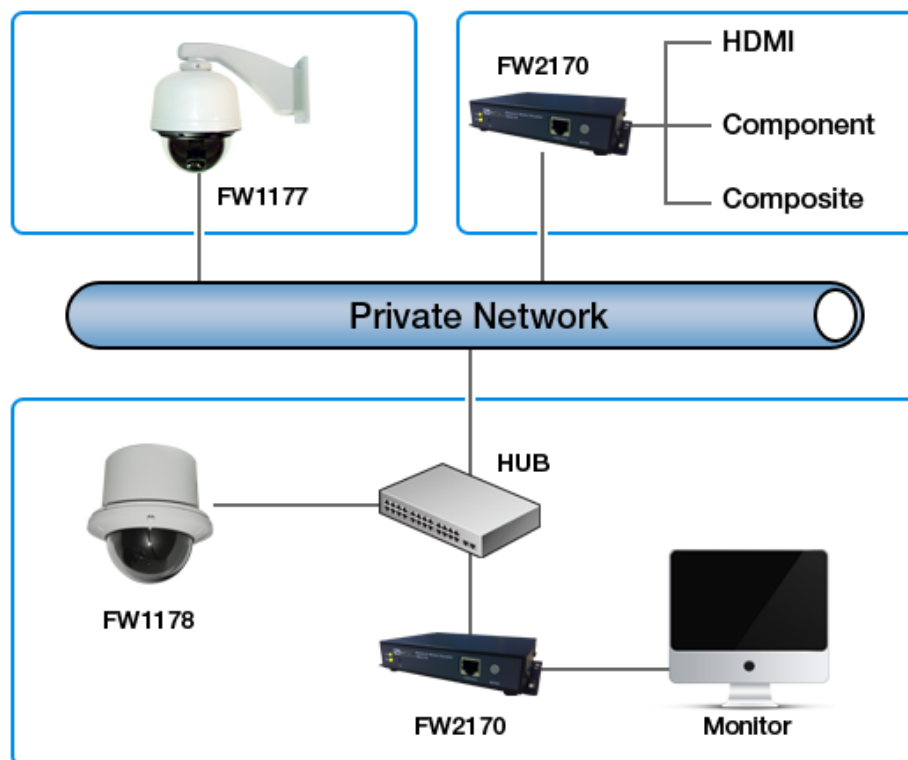 FW1177
FW2170
HDMI
Component
Composite
Private Network
HUB
FW1178
FW2170
Monitor